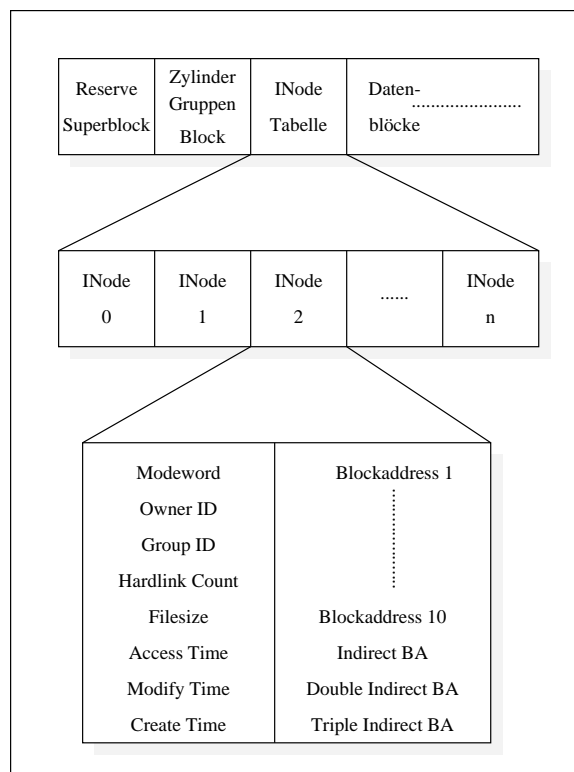 Reserve
Superblock
Zylinder
Gruppen
Block
INode
Tabelle
Daten-
......................
blöcke
INode
0
INode
1
INode
2
......
INode
n
Modeword
Owner ID
Group ID
Hardlink Count
Filesize
Access Time
Modify Time
Create Time
Blockaddress 1
Blockaddress 10
Indirect BA
Double Indirect BA
Triple Indirect BA